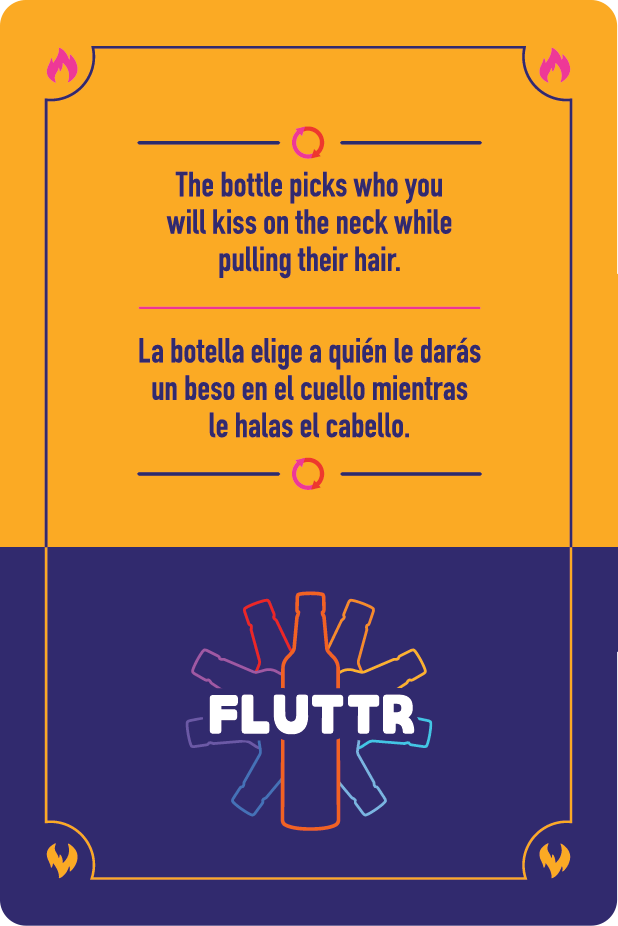 The bottle picks who you
will kiss on the neck while
pulling their hair.
La botella elige a quién le darás
un beso en el cuello mientras
le halas el cabello.
FLUTTR